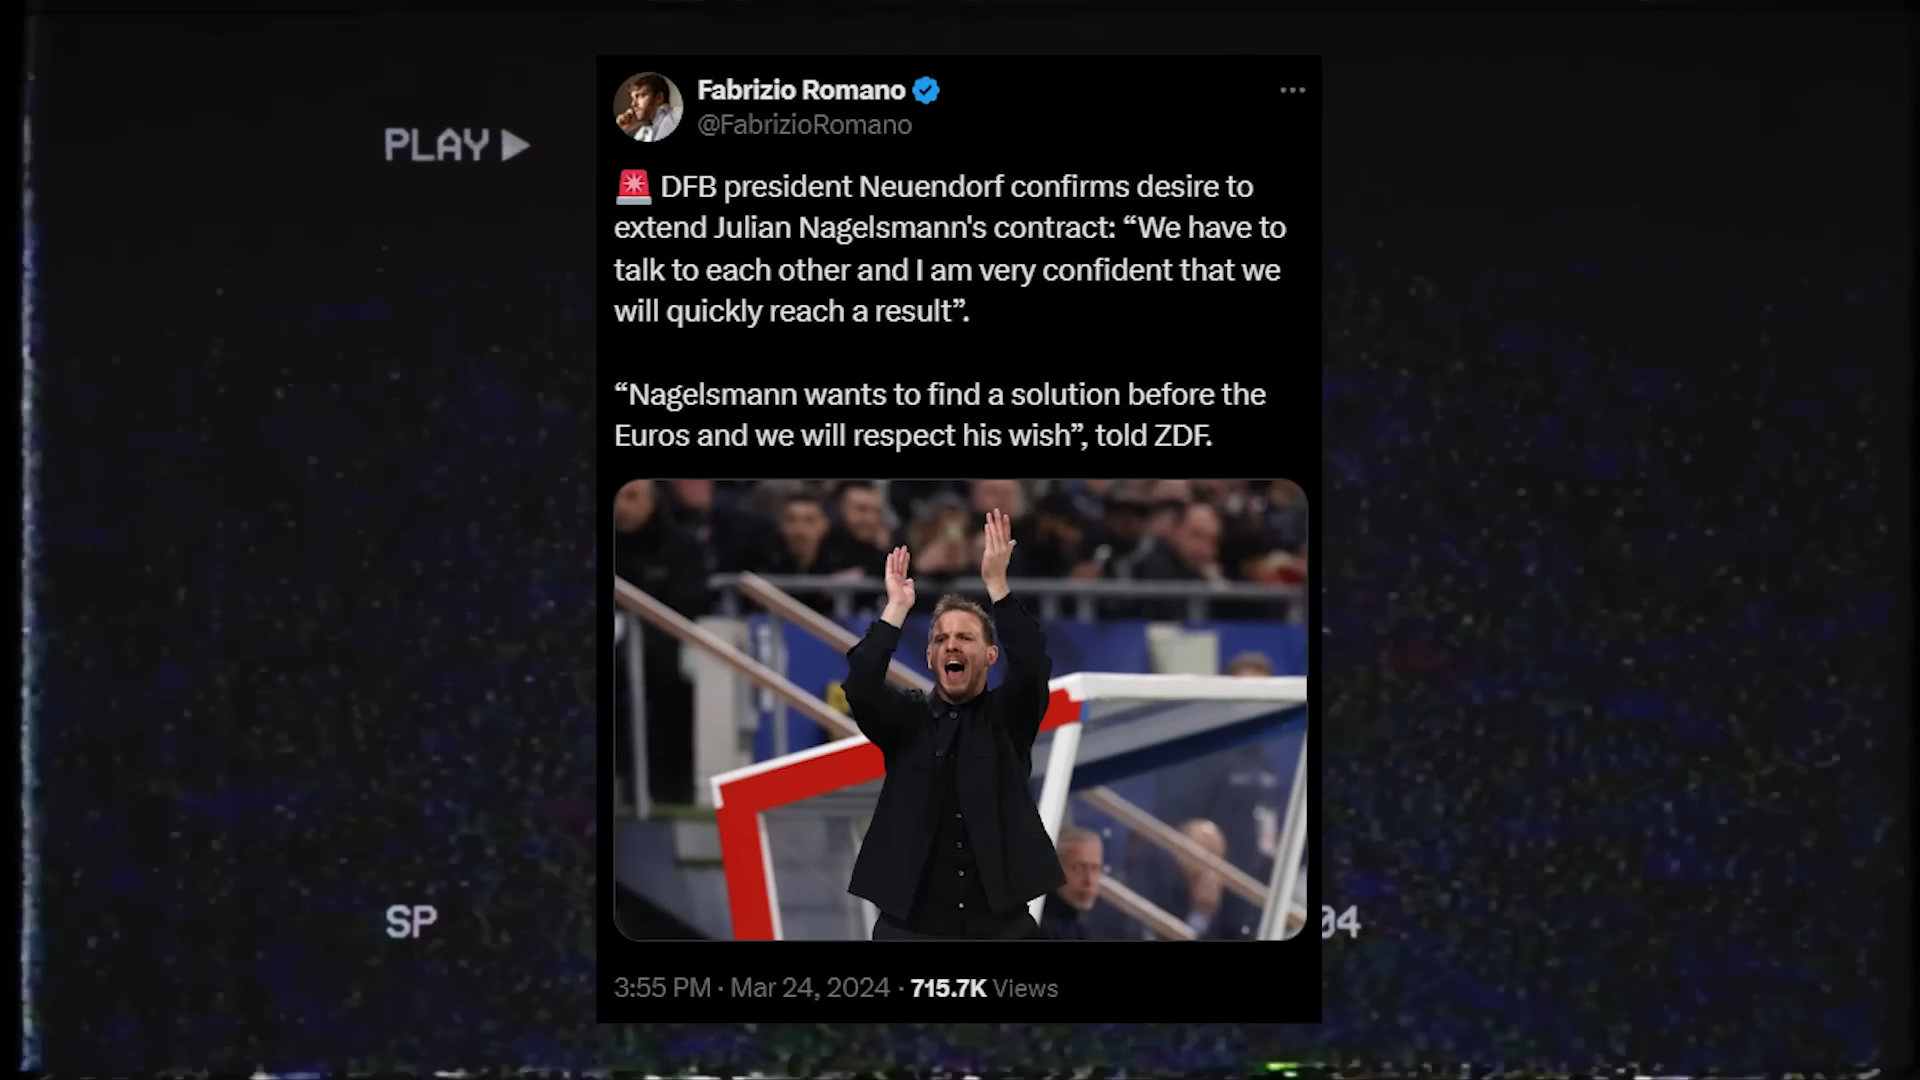 PLAY
Fabrizio Romano
@FabrizioRomano
DFB president Neuendorf confirms desire to
extend Julian Nagelsmann's contract: “We have to
talk to each other and I am very confident that we
will quickly reach a result”.
“Nagelsmann wants to find a solution before the
Euros and we will respect his wish”, told ZDF.
SP
04
3:55 PM · Mar 24, 2024 · 715.7K Views